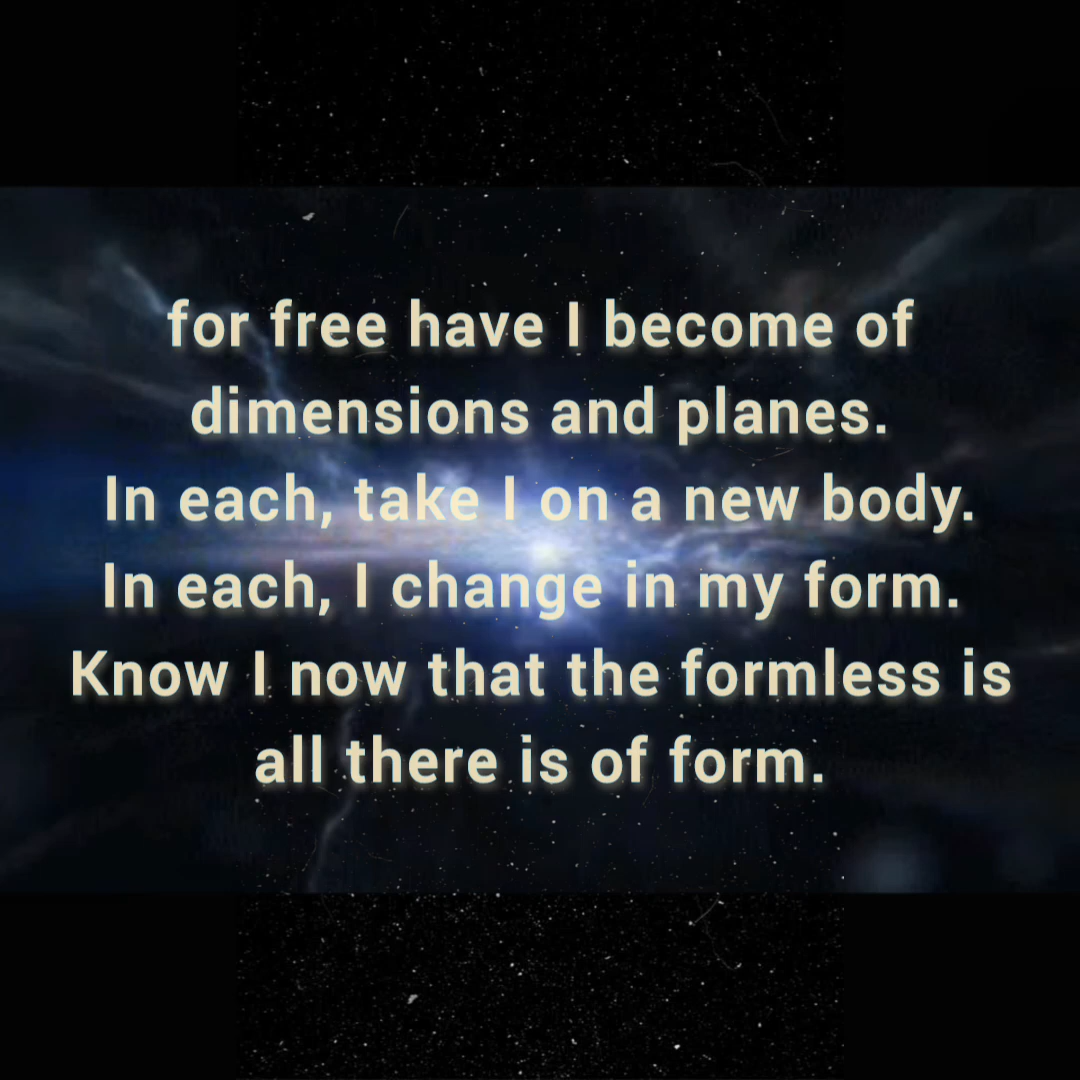 for free have I become of
dimensions and planes.
In each, take I on a new body.
In each, I change in my form.
Know I now that the formless is
all there is of form.